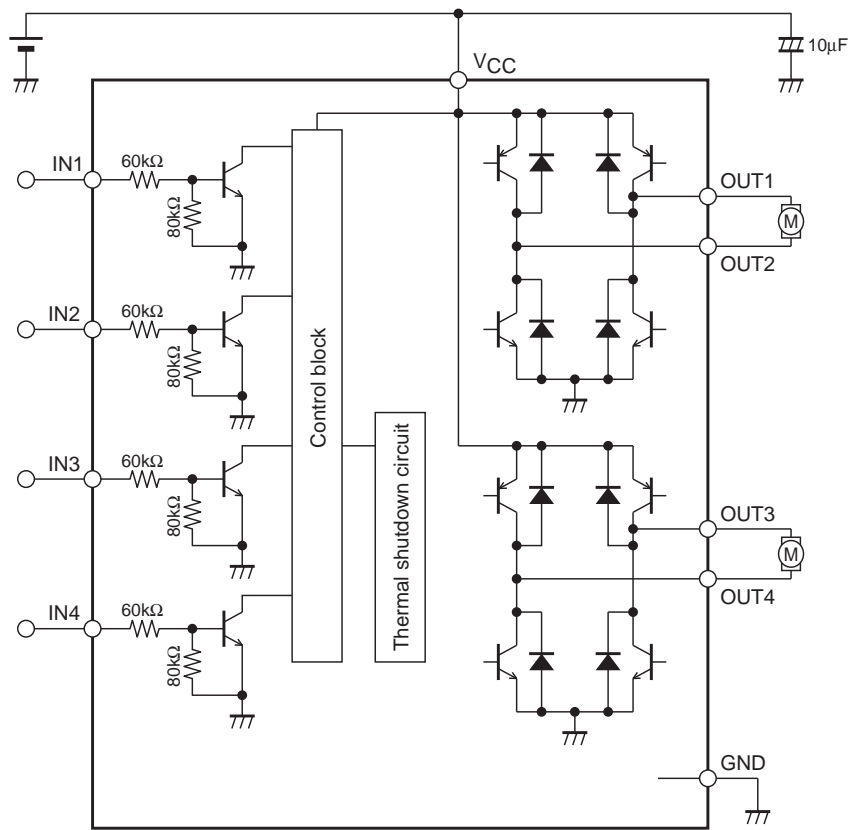 10µF
VCC
IN1
60kΩ
80kΩ
OUT1
M
OUT2
IN2
60kΩ
80kΩ
Control block
Thermal shutdown circuit
IN3
60kΩ
80kΩ
OUT3
M
OUT4
IN4
60kΩ
80kΩ
GND